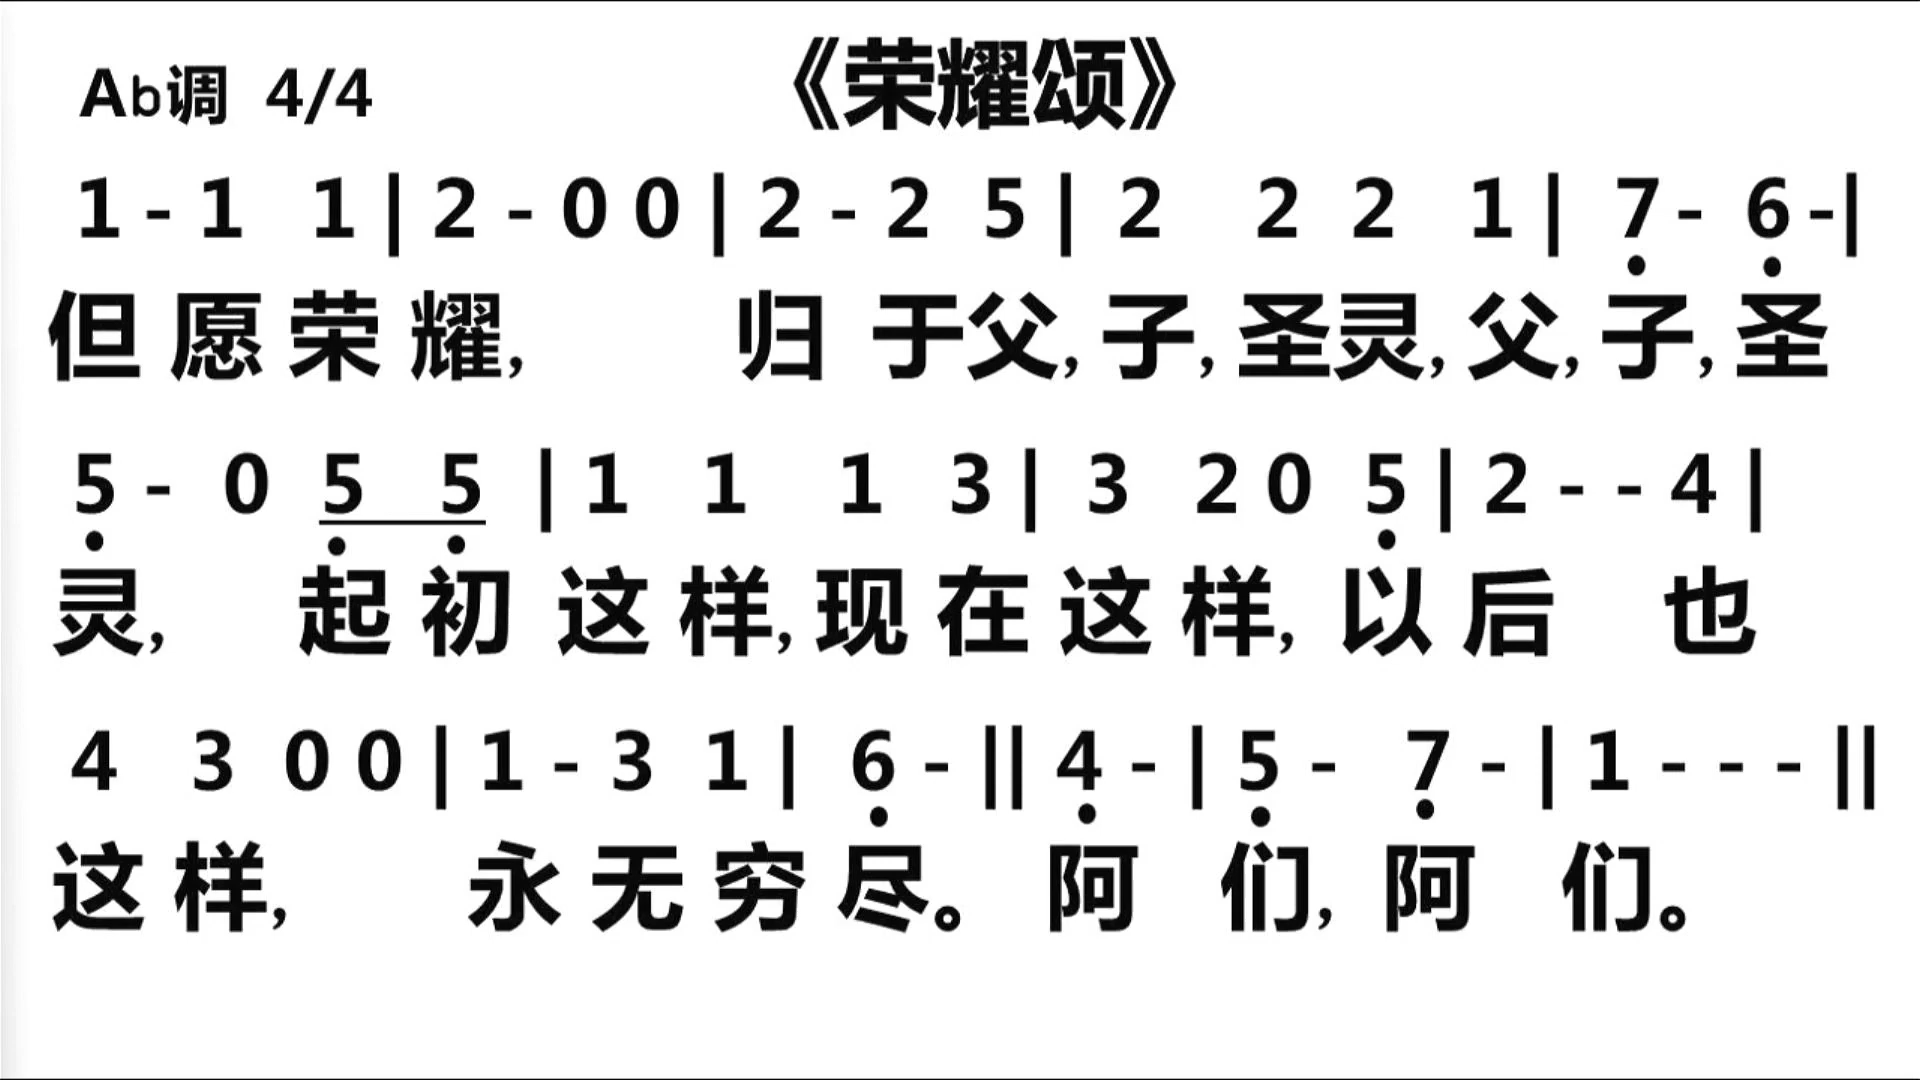 Ab调 4/4 《荣耀颂》
1 - 1 1 | 2 - 0 0 | 2 - 2 5 | 2 2 2 1 | 7̣ - 6̣ - |
但愿荣耀, 归于父, 子, 圣灵, 父, 子, 圣
5̣ - 0 5̣ 5̣ | 1 1 1 3 | 3 2 0 5̣ | 2 - - 4 |
灵, 起初这样, 现在这样, 以后也
4 3 0 0 | 1 - 3 1 | 6̣ - || 4̣ - | 5̣ - 7̣ - | 1 - - - ||
这样, 永无穷尽。阿们, 阿们。